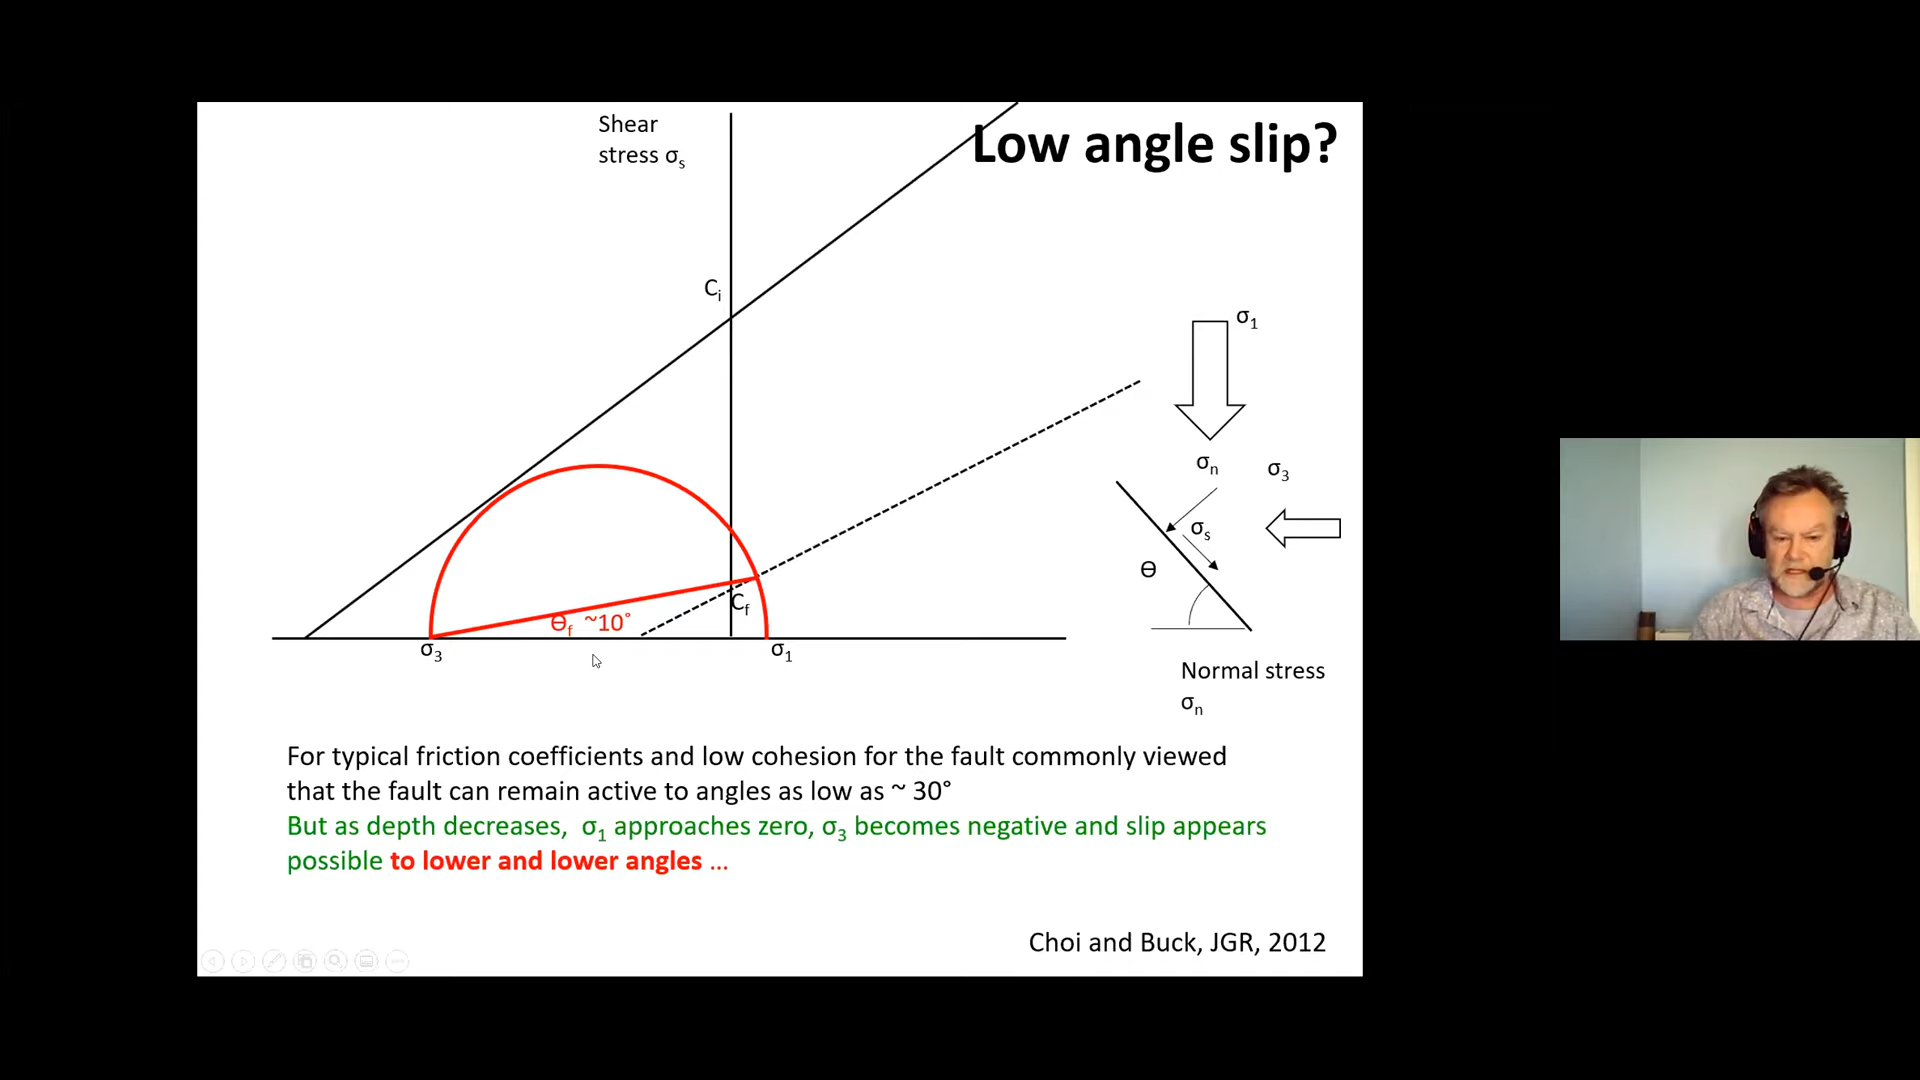 Low angle slip?
Shear
stress σs
Ci
σ1
σn
σ3
σs
Ө
Cf
Өf ~10°
σ3
σ1
Normal stress
σn
For typical friction coefficients and low cohesion for the fault commonly viewed
that the fault can remain active to angles as low as ~ 30°
But as depth decreases, σ1 approaches zero, σ3 becomes negative and slip appears
possible to lower and lower angles ...
Choi and Buck, JGR, 2012